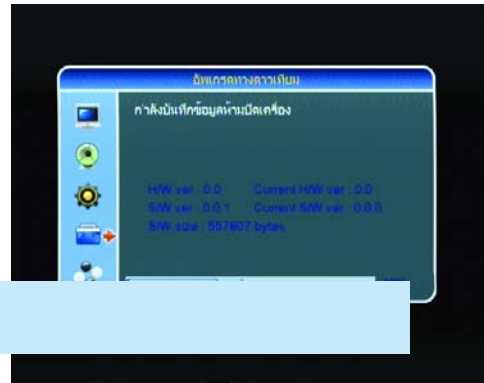 อัพเกรดทางดาวเทียม
กำลังบันทึกข้อมูลห้ามปิดเครื่อง
H/W ver : 0.0 Current H/W ver : 0.0
S/W ver : 0.0.1 Current S/W ver : 0.0.0
S/W size : 557807 bytes